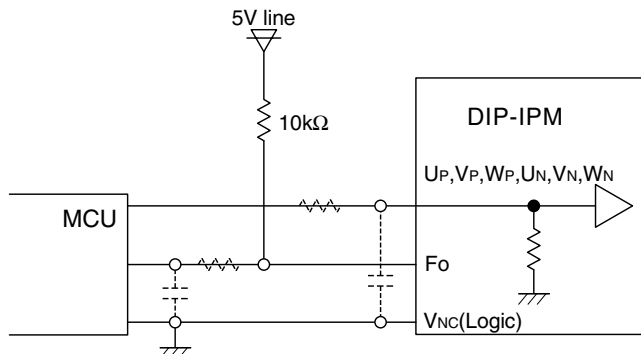 5V line
10kΩ
DIP-IPM
UP,VP,WP,UN,VN,WN
MCU
Fo
VNC(Logic)